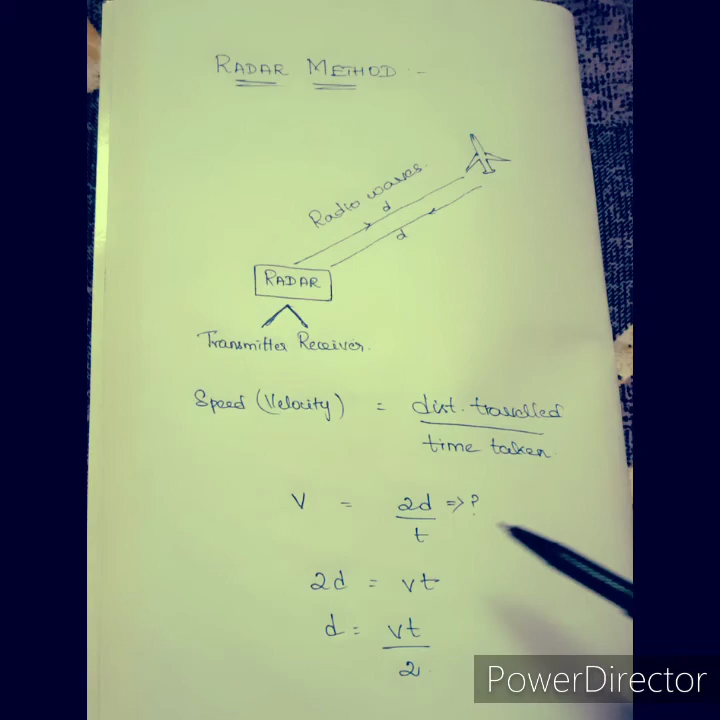 RADAR METHOD :-
Radio waves.
d
d
RADAR
Transmitter Receiver.
Speed (Velocity) = dist. travelled
time taken.
V = 2d => ?
t
2d = vt
d = vt
2
PowerDirector